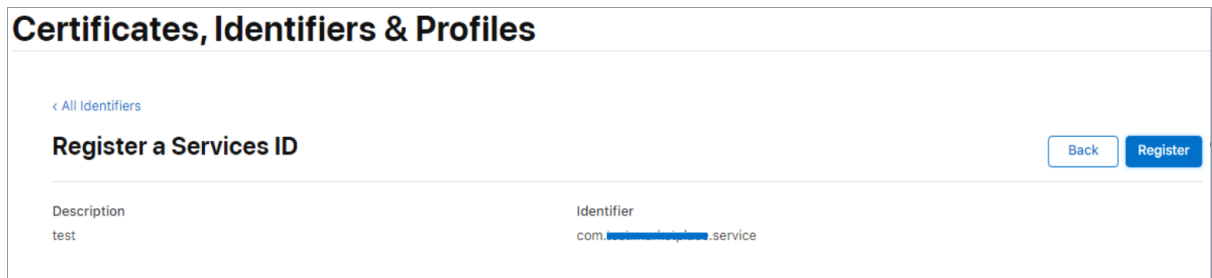 Certificates, Identifiers & Profiles
‹ All Identifiers
Register a Services ID
Back Register
Description Identifier
test com. .service